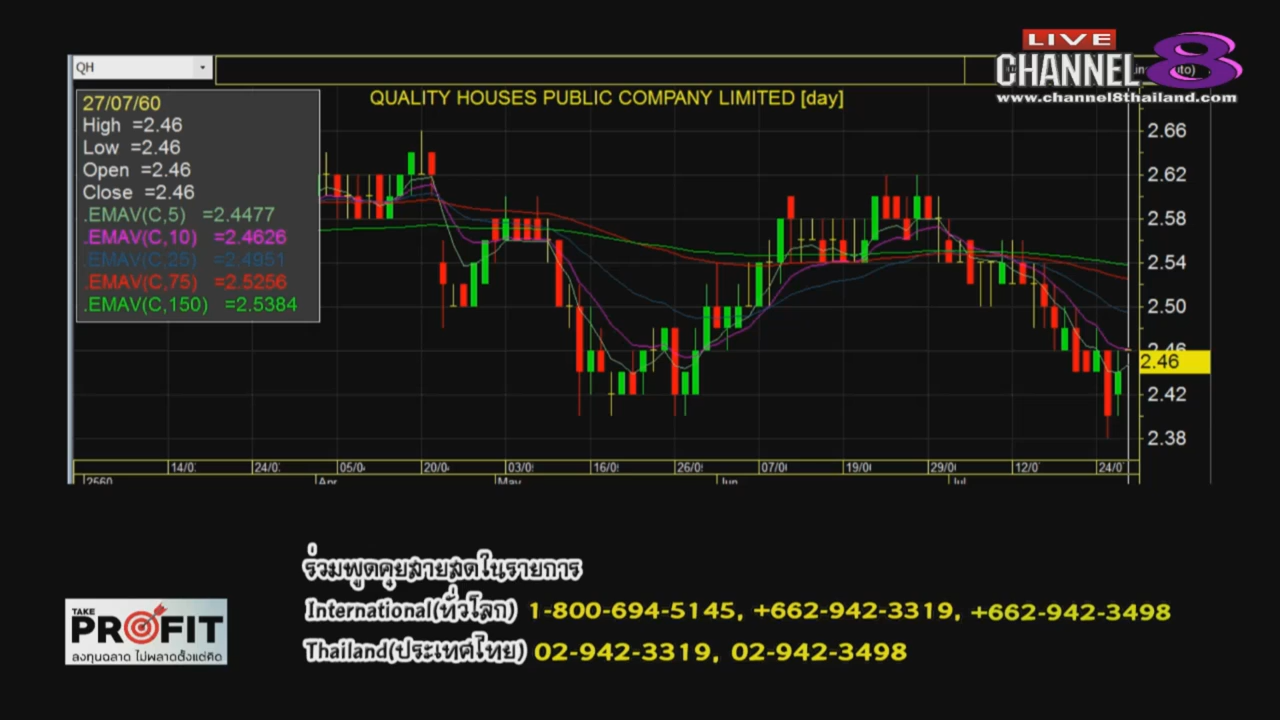 LIVE
CHANNEL 8
www.channel8thailand.com
QH
QUALITY HOUSES PUBLIC COMPANY LIMITED [day]
27/07/60
High =2.46
Low =2.46
Open =2.46
Close =2.46
.EMAV(C,5) =2.4477
.EMAV(C,10) =2.4626
.EMAV(C,25) =2.4951
.EMAV(C,75) =2.5256
.EMAV(C,150) =2.5384
2.66
2.62
2.58
2.54
2.50
2.46
2.46
2.42
2.38
14/0 24/0 05/0 20/0 03/0 16/0 26/0 07/0 19/0 29/0 12/0 24/0
2560 Apr May Jun Jul
ร่วมพูดคุยสายสดในรายการ
International(ทั่วโลก) 1-800-694-5145, +662-942-3319, +662-942-3498
Thailand(ประเทศไทย) 02-942-3319, 02-942-3498
TAKE
PROFIT
ลงทุนฉลาด ไม่พลาดตั้งแต่คิด